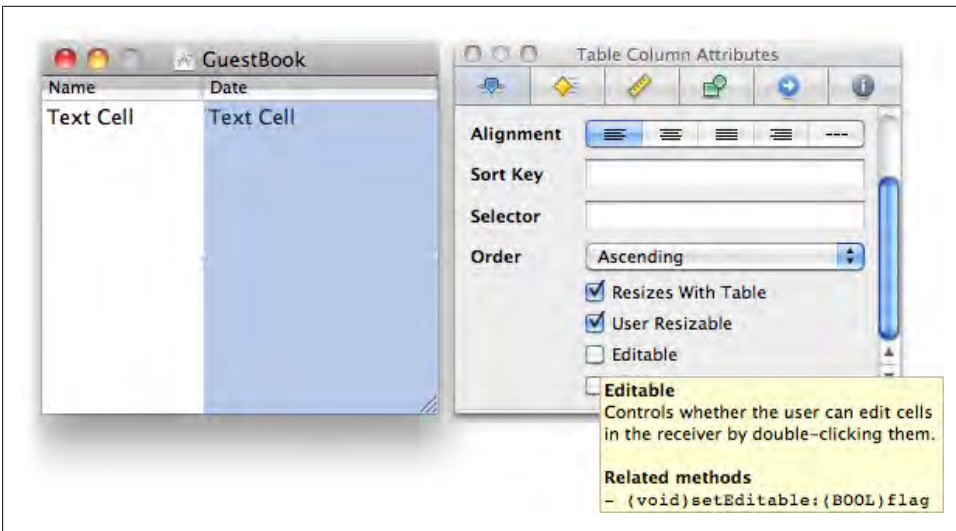 GuestBook
Name Date
Text Cell Text Cell
Table Column Attributes
Alignment
Sort Key
Selector
Order Ascending
Resizes With Table
User Resizable
Editable
Editable
Controls whether the user can edit cells
in the receiver by double-clicking them.
Related methods
- (void)setEditable:(BOOL)flag